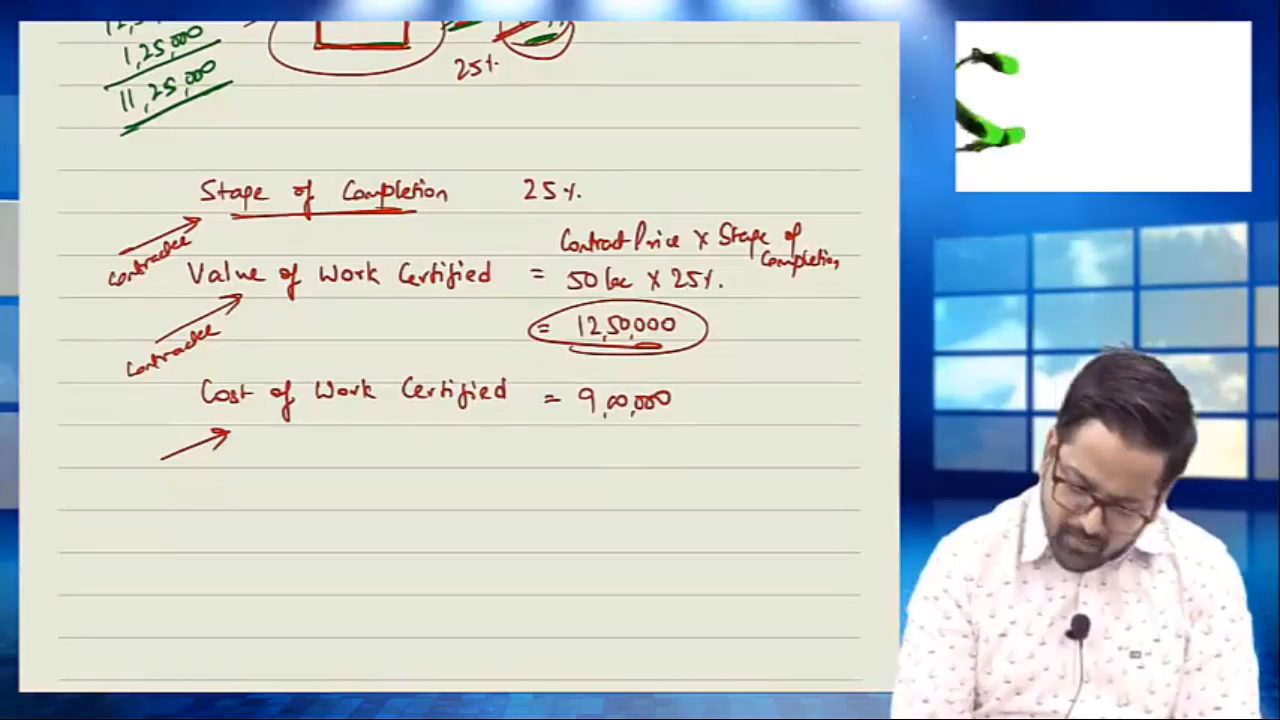 1,25,000
11,25,000
25%
Stage of Completion 25%
contractee
Contract Price X Stage of Completion
Value of Work Certified = 50 lac X 25%.
contractee
= 12,50,000
Cost of Work Certified = 9,00,000